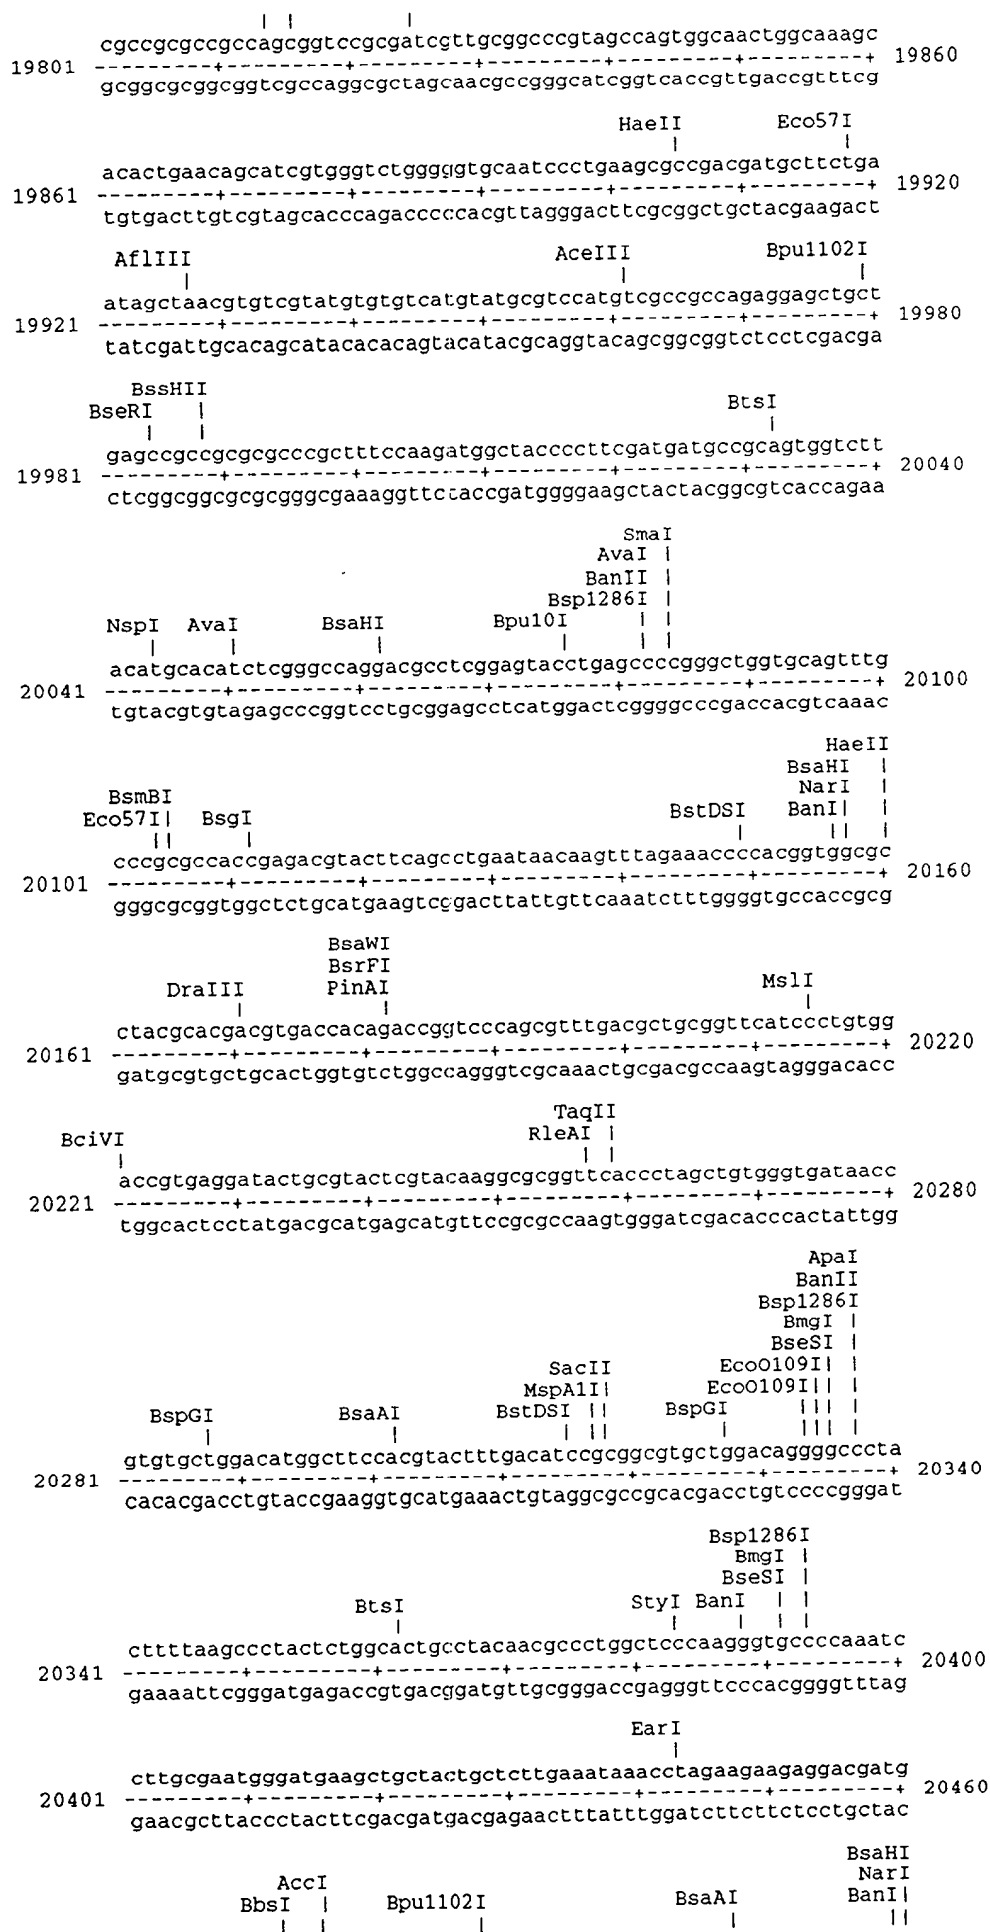 | | |
cgccgcgccgccagcggtccgcgatcgttgcggcccgtagccagtggcaactggcaaagc
19801 ---------+---------+---------+---------+---------+---------+ 19860
gcggcgcggcggtcgccaggcgctagcaacgccgggcatcggtcaccgttgaccgtttcg
HaeII Eco57I
| |
acactgaacagcatcgtgggtctgggggtgcaatccctgaagcgccgacgatgcttctga
19861 ---------+---------+---------+---------+---------+---------+ 19920
tgtgacttgtcgtagcacccagacccccacgttagggacttcgcggctgctacgaagact
AflIII AceIII Bpu1102I
| | |
atagctaacgtgtcgtatgtgtgtcatgtatgcgtccatgtcgccgccagaggagctgct
19921 ---------+---------+---------+---------+---------+---------+ 19980
tatcgattgcacagcatacacacagtacatacgcaggtacagcggcggtctcctcgacga
BssHII
BseRI | BtsI
| | |
gagccgccgcgcgcccgctttccaagatggctaccccttcgatgatgccgcagtggtctt
19981 ---------+---------+---------+---------+---------+---------+ 20040
ctcggcggcgcgcgggcgaaaggttctaccgatggggaagctactacggcgtcaccagaa
SmaI
AvaI |
BanII |
Bsp1286I |
NspI AvaI BsaHI Bpu10I | |
| | | | | |
acatgcacatctcgggccaggacgcctcggagtacctgagccccgggctggtgcagtttg
20041 ---------+---------+---------+---------+---------+---------+ 20100
tgtacgtgtagagcccggtcctgcggagcctcatggactcggggcccgaccacgtcaaac
HaeII
BsaHI |
BsmBI NarI |
Eco57I| BsgI BstDSI BanI| |
|| | | || |
cccgcgccaccgagacgtacttcagcctgaataacaagtttagaaaccccacggtggcgc
20101 ---------+---------+---------+---------+---------+---------+ 20160
gggcgcggtggctctgcatgaagtcggacttattgttcaaatctttggggtgccaccgcg
BsaWI
BsrFI
DraIII PinAI MslI
| | |
ctacgcacgacgtgaccacagaccggtcccagcgtttgacgctgcggttcatccctgtgg
20161 ---------+---------+---------+---------+---------+---------+ 20220
gatgcgtgctgcactggtgtctggccagggtcgcaaactgcgacgccaagtagggacacc
TaqII
BciVI RleAI |
| | |
accgtgaggatactgcgtactcgtacaaggcgcggttcaccctagctgtgggtgataacc
20221 ---------+---------+---------+---------+---------+---------+ 20280
tggcactcctatgacgcatgagcatgttccgcgccaagtgggatcgacacccactattgg
ApaI
BanII
Bsp1286I
BmgI |
BseSI |
SacII EcoO109I| |
MspA1I| EcoO109I|| |
BspGI BsaAI BstDSI || BspGI ||| |
| | | || | ||| |
gtgtgctggacatggcttccacgtactttgacatccgcggcgtgctggacaggggcccta
20281 ---------+---------+---------+---------+---------+---------+ 20340
cacacgacctgtaccgaaggtgcatgaaactgtaggcgccgcacgacctgtccccgggat
Bsp1286I
BmgI |
BseSI |
BtsI StyI BanI | |
| | | | |
cttttaagccctactctggcactgcctacaacgccctggctcccaagggtgccccaaatc
20341 ---------+---------+---------+---------+---------+---------+ 20400
gaaaattcgggatgagaccgtgacggatgttgcgggaccgagggttcccacggggtttag
EarI
|
cttgcgaatgggatgaagctgctactgctcttgaaataaacctagaagaagaggacgatg
20401 ---------+---------+---------+---------+---------+---------+ 20460
gaacgcttaccctacttcgacgatgacgagaactttatttggatcttcttctcctgctac
BsaHI
AccI NarI
BbsI | Bpu1102I BsaAI BanI|
| | | | ||